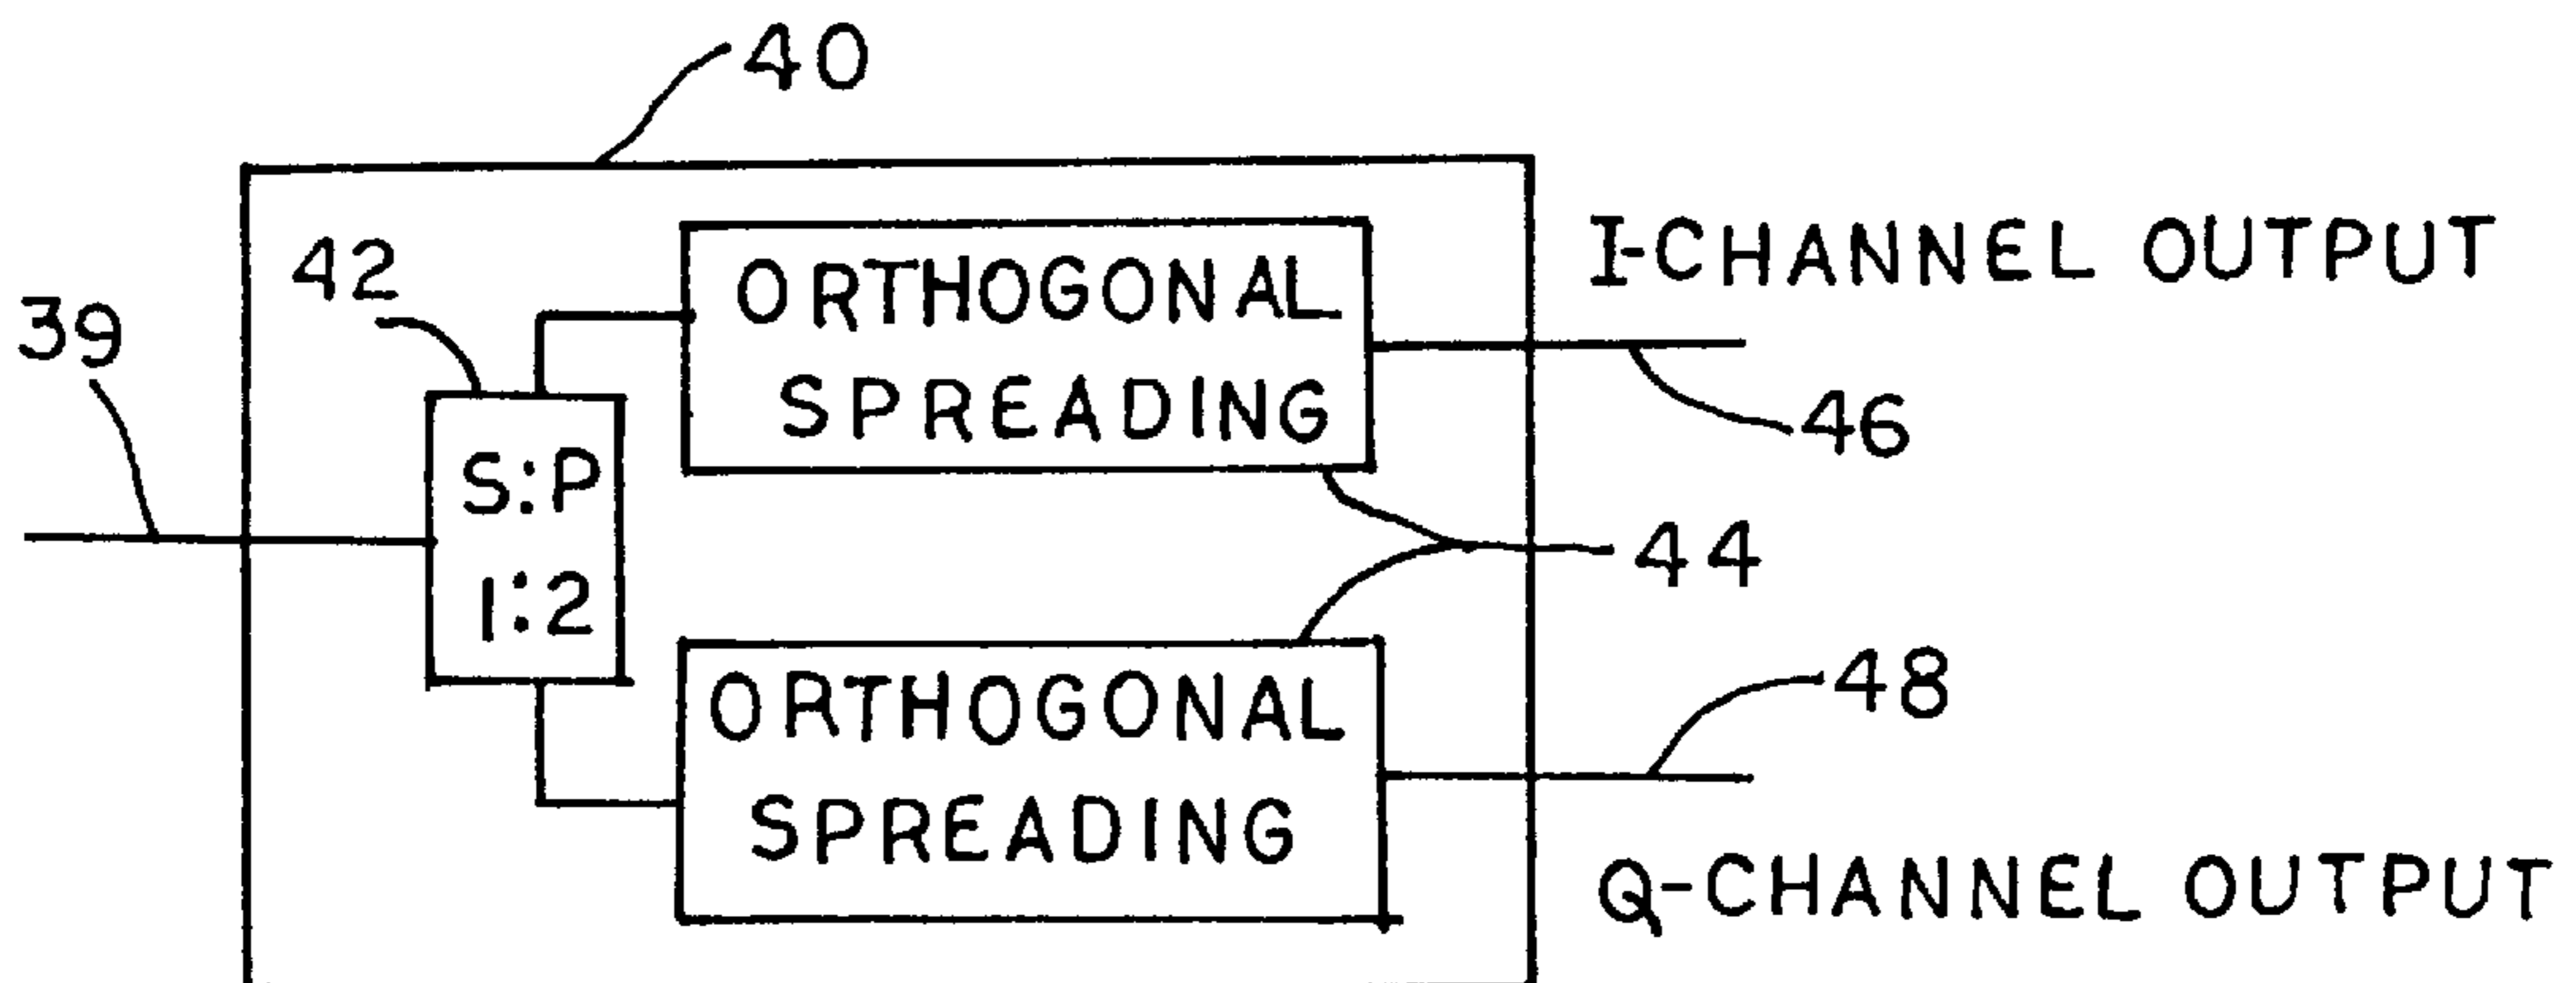 40
42
39
ORTHOGONAL
SPREADING
I-CHANNEL OUTPUT
46
S:P
1:2
44
ORTHOGONAL
SPREADING
48
Q-CHANNEL OUTPUT